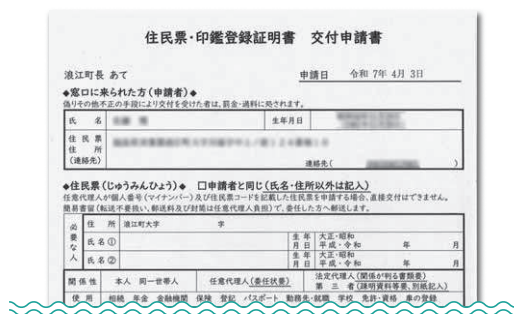 住民票・印鑑登録証明書 交付申請書
浪江町長 あて 申請日 令和 7年 4月 3日
◆窓口に来られた方(申請者)◆
偽りその他不正の手段により交付を受けた者は、罰金・過料に処されます。
氏 名 生年月日
住 民 票
住 所
(連絡先) 連絡先( )
◆住民票(じゅうみんひょう)◆ □申請者と同じ(氏名・住所以外は記入)
任意代理人が個人番号(マイナンバー)及び住民票コードを記載した住民票を申請する場合、直接交付はできません。
簡易書留(転送不要扱い、郵送料及び封筒は任意代理人負担)で、委任した方へ郵送します。
必要な人 住 所 浪江町大字 字
氏 名① 生 年 月 日 大正・昭和 平成・令和 年 月
氏 名② 生 年 月 日 大正・昭和 平成・令和 年 月
関 係 性 本人 同一世帯人 任意代理人(委任状要) 法定代理人(関係が判る書類要)
第 三 者(疎明資料等要、別紙記入)
使 用 相続 年金 金融機関 保険 登記 パスポート 勤務先・就職 学校 免許・資格 車の登録